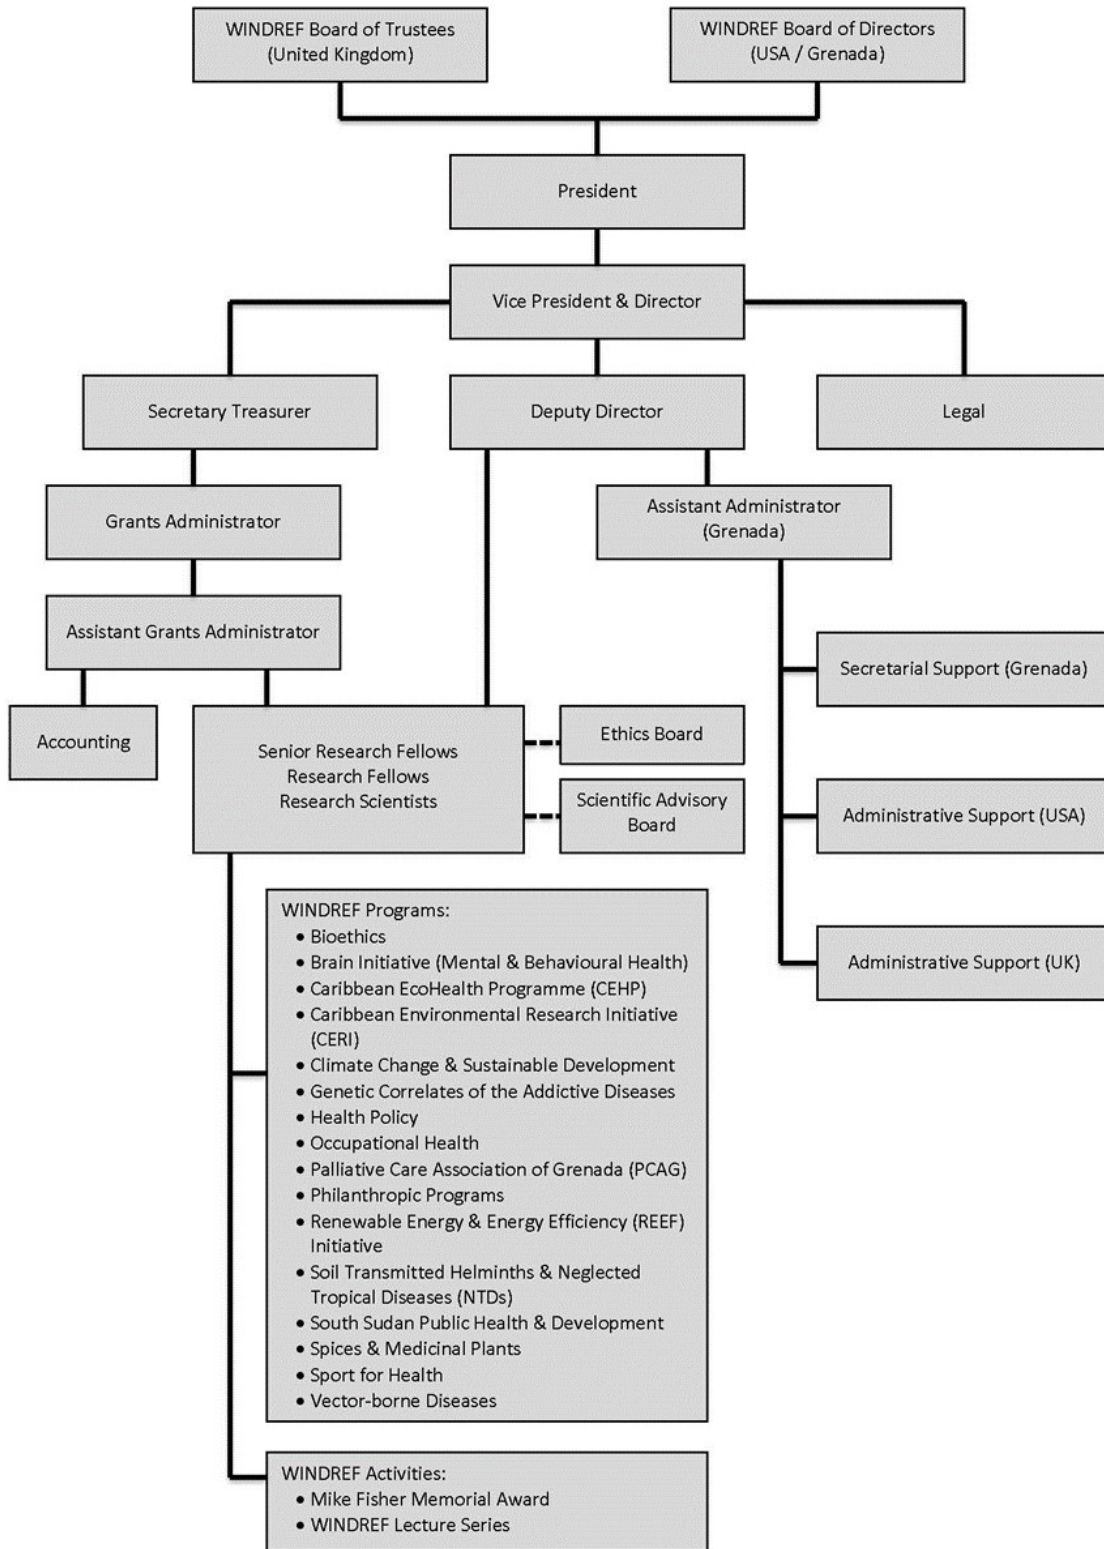 WINDREF Board of Trustees
(United Kingdom)
WINDREF Board of Directors
(USA / Grenada)
President
Vice President & Director
Secretary Treasurer
Deputy Director
Legal
Grants Administrator
Assistant Administrator
(Grenada)
Assistant Grants Administrator
Secretarial Support (Grenada)
Accounting
Senior Research Fellows
Research Fellows
Research Scientists
Ethics Board
Scientific Advisory
Board
Administrative Support (USA)
Administrative Support (UK)
WINDREF Programs:
• Bioethics
• Brain Initiative (Mental & Behavioural Health)
• Caribbean EcoHealth Programme (CEHP)
• Caribbean Environmental Research Initiative
(CERI)
• Climate Change & Sustainable Development
• Genetic Correlates of the Addictive Diseases
• Health Policy
• Occupational Health
• Palliative Care Association of Grenada (PCAG)
• Philanthropic Programs
• Renewable Energy & Energy Efficiency (REEF)
Initiative
• Soil Transmitted Helminths & Neglected
Tropical Diseases (NTDs)
• South Sudan Public Health & Development
• Spices & Medicinal Plants
• Sport for Health
• Vector-borne Diseases
WINDREF Activities:
• Mike Fisher Memorial Award
• WINDREF Lecture Series